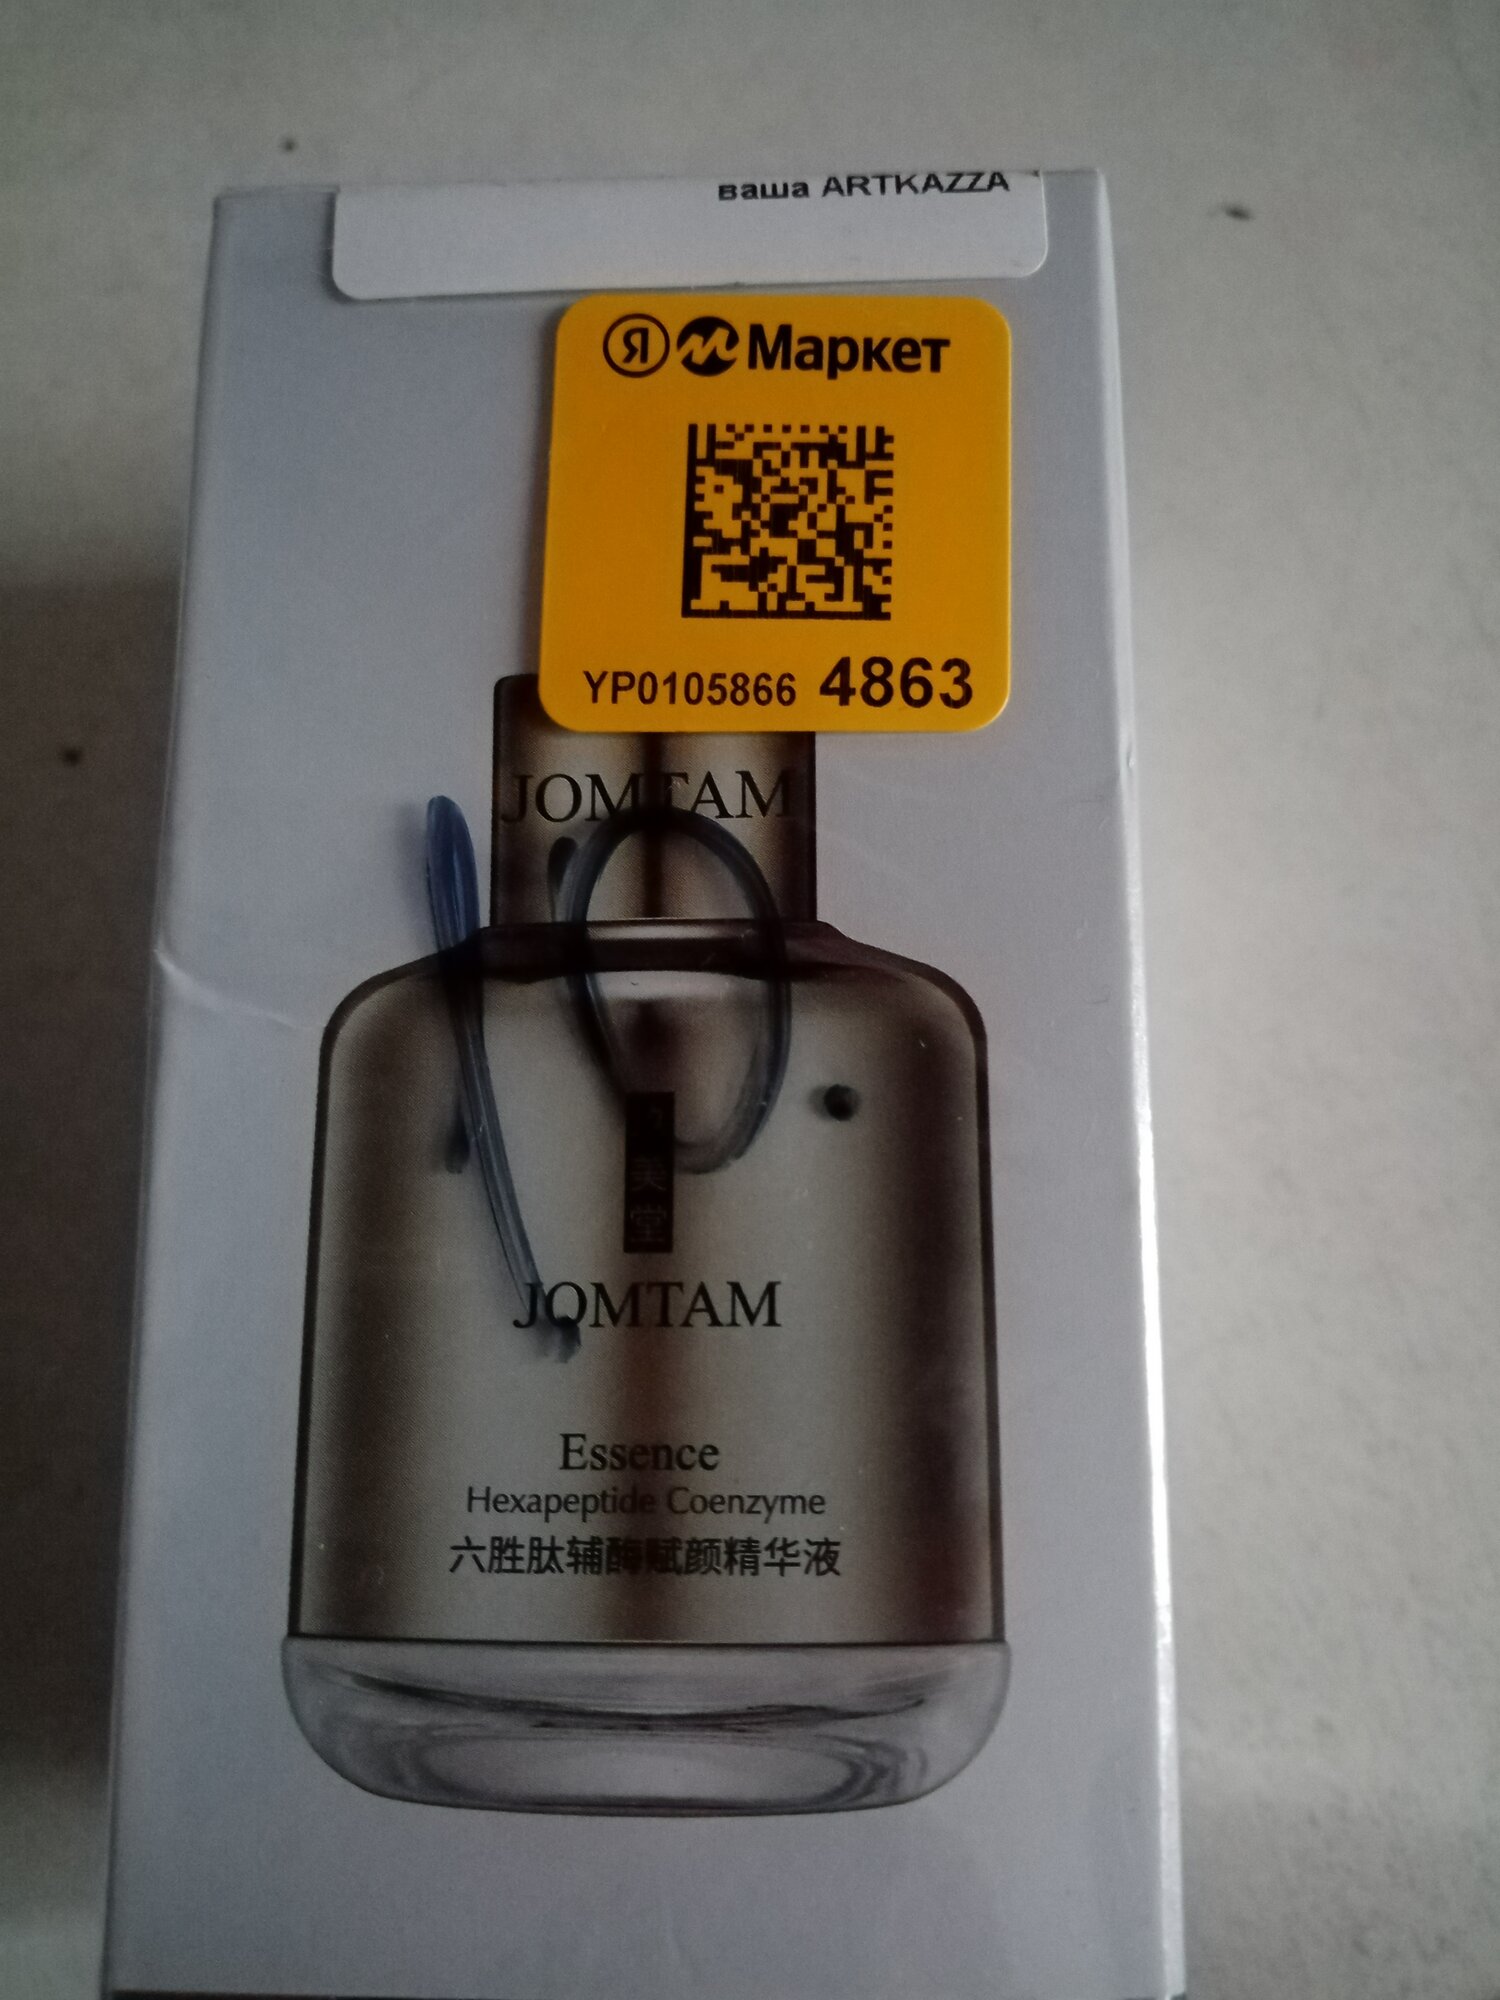 ваша ARTKAZZA
Я Маркет
YP0105866 4863
JOMTAM
美堂
JOMTAM
Essence
Hexapeptide Coenzyme
六胜肽辅酶赋颜精华液